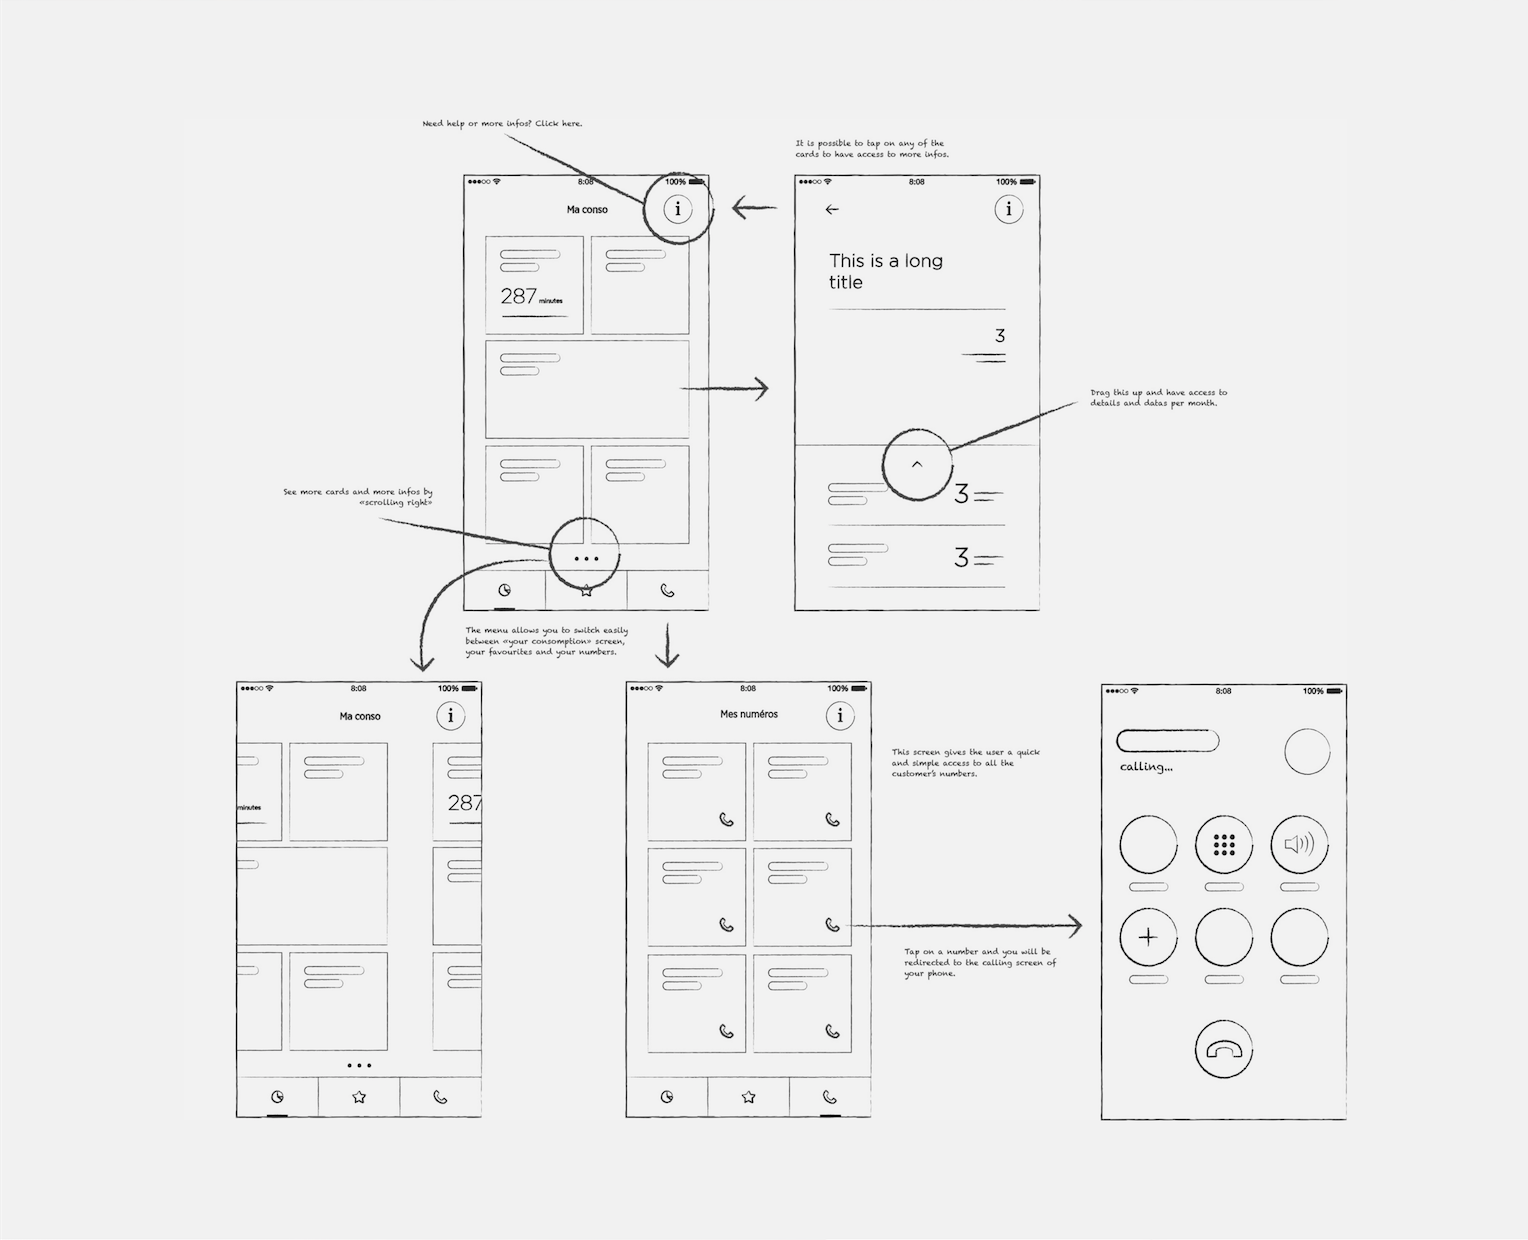 Need help or more infos? Click here.
It is possible to tap on any of the
cards to have access to more infos.
8:08
100%
Ma conso
i
287 minutes
8:08
100%
i
This is a long
title
3
3
3
Drag this up and have access to
details and datas per month.
See more cards and more infos by
«scrolling right»
The menu allows you to switch easily
between «your consomption» screen,
your favourites and your numbers.
8:08
100%
Ma conso
i
minutes
287
8:08
100%
Mes numéros
i
This screen gives the user a quick
and simple access to all the
customer's numbers.
Tap on a number and you will be
redirected to the calling screen of
your phone.
8:08
100%
calling...